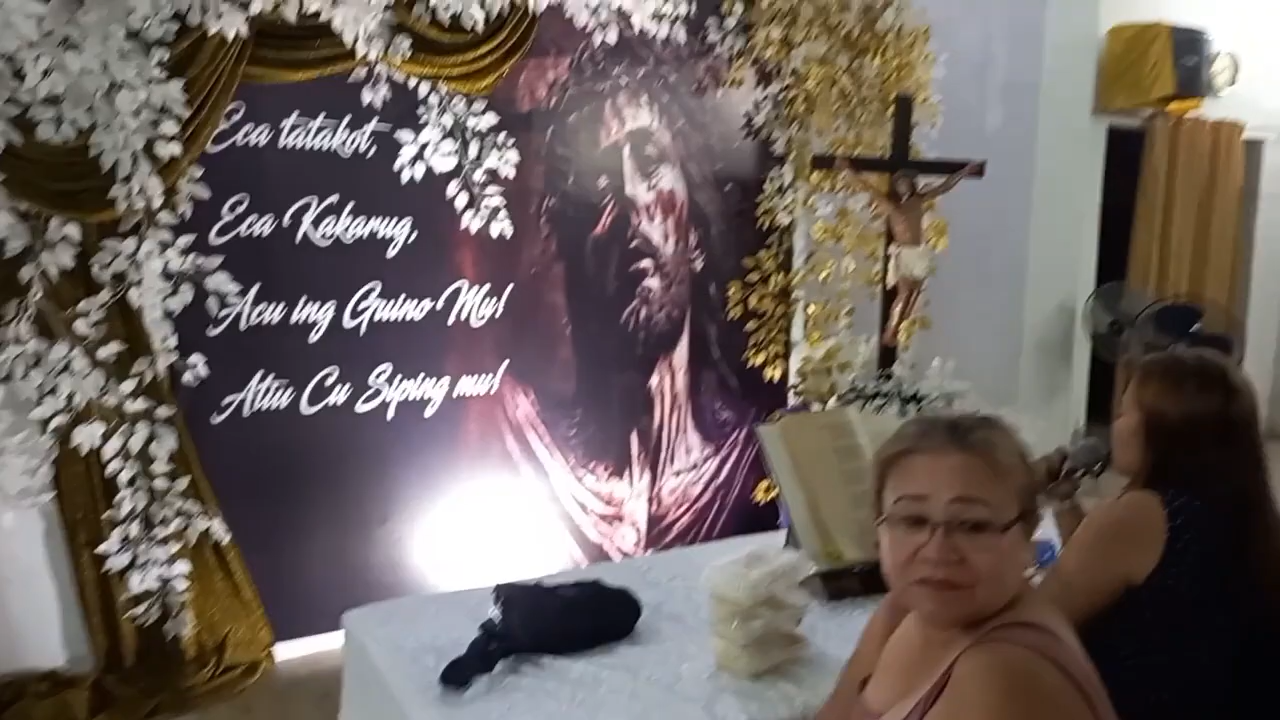 Eca tatakot,
Eca Kakarug,
Acu ing Guino Mu!
Atiu Cu Siping mu!